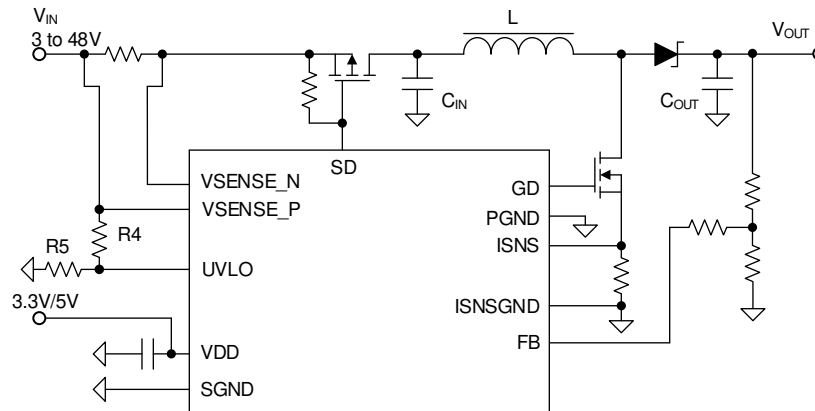 VIN
3 to 48V
L
VOUT
CIN
COUT
SD
VSENSE_N
GD
VSENSE_P
PGND
R4
ISNS
R5
UVLO
3.3V/5V
ISNSGND
VDD
FB
SGND